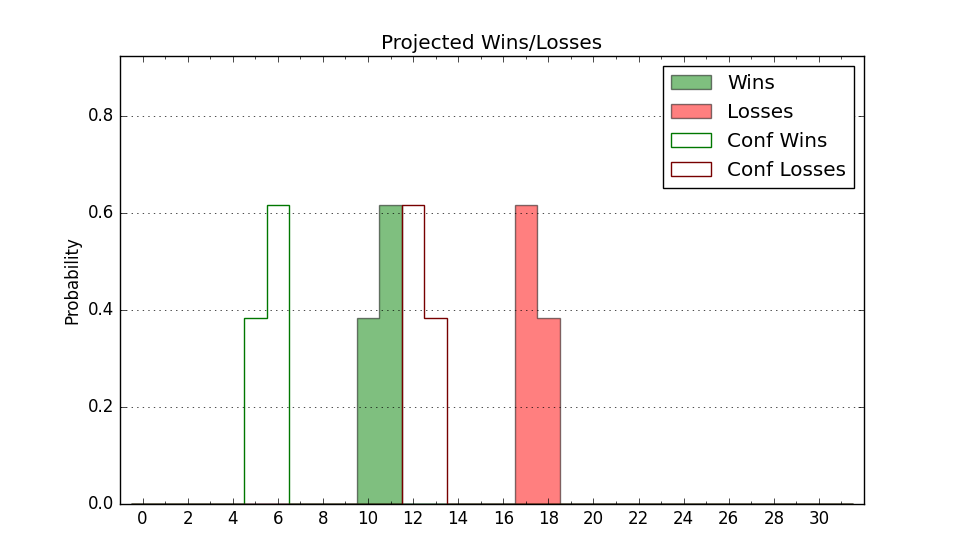 Projected Wins/Losses
Wins
Losses
Conf Wins
Conf Losses
Probability
0.8
0.6
0.4
0.2
0.0
0 2 4 6 8 10 12 14 16 18 20 22 24 26 28 30